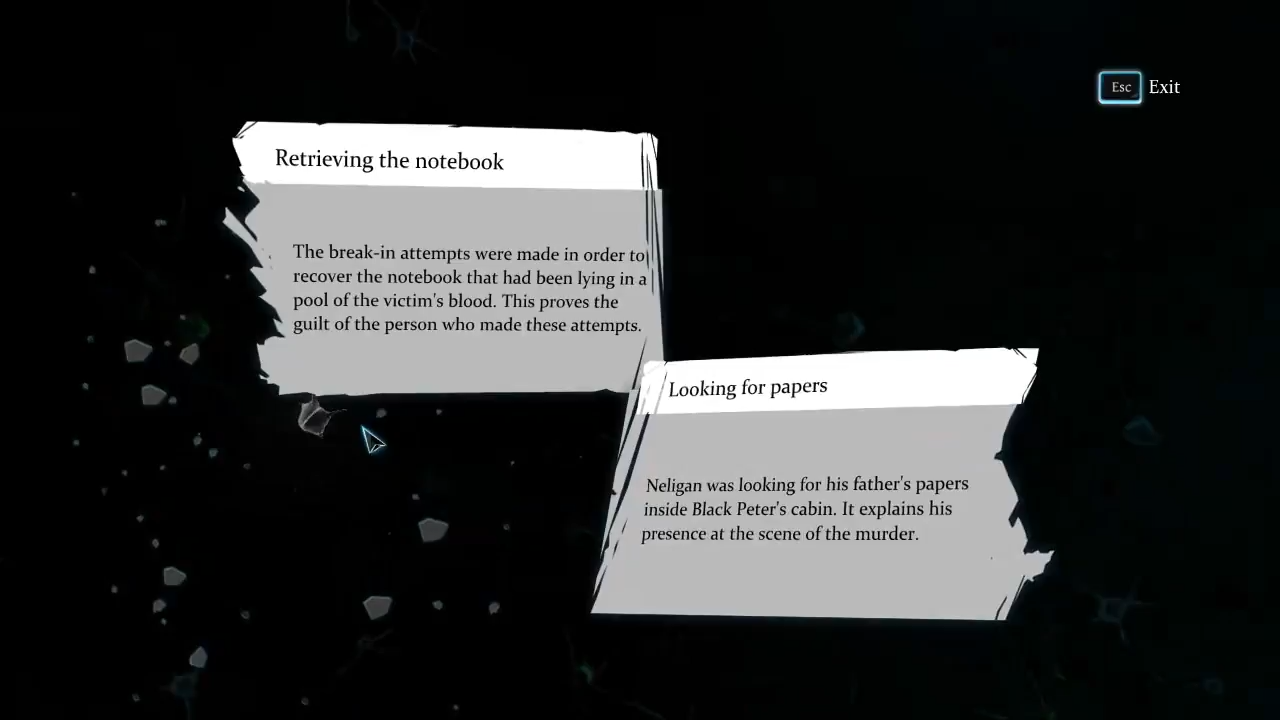 Esc Exit
Retrieving the notebook
The break-in attempts were made in order to
recover the notebook that had been lying in a
pool of the victim's blood. This proves the
guilt of the person who made these attempts.
Looking for papers
Neligan was looking for his father's papers
inside Black Peter's cabin. It explains his
presence at the scene of the murder.